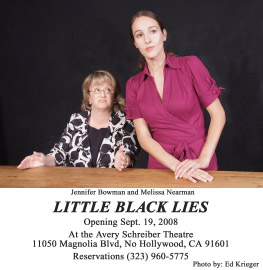 Jennifer Bowman and Melissa Nearman
LITTLE BLACK LIES
Opening Sept. 19, 2008
At the Avery Schreiber Theatre
11050 Magnolia Blvd, No Hollywood, CA 91601
Reservations (323) 960-5775
Photo by: Ed Krieger